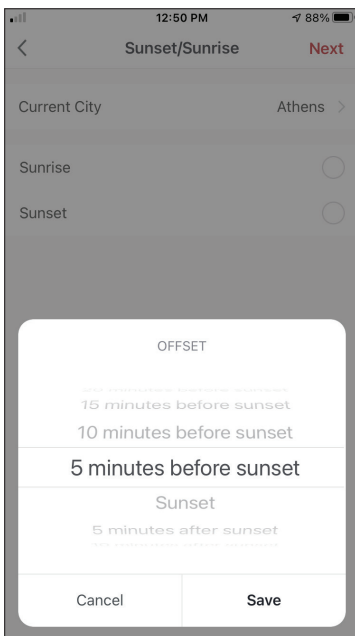 12:50 PM 88%
Sunset/Sunrise Next
Current City Athens
Sunrise
Sunset
OFFSET
15 minutes before sunset
10 minutes before sunset
5 minutes before sunset
Sunset
5 minutes after sunset
Cancel Save